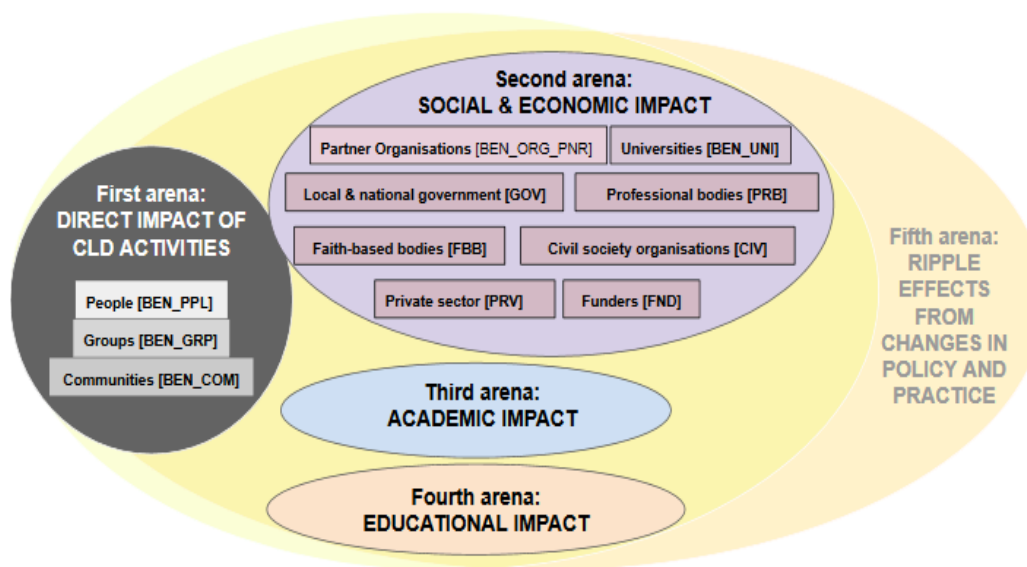 Second arena:
SOCIAL & ECONOMIC IMPACT
Partner Organisations [BEN_ORG_PNR]
Universities [BEN_UNI]
Local & national government [GOV]
Professional bodies [PRB]
Faith-based bodies [FBB]
Civil society organisations [CIV]
Private sector [PRV]
Funders [FND]
First arena:
DIRECT IMPACT OF
CLD ACTIVITIES
People [BEN_PPL]
Groups [BEN_GRP]
Communities [BEN_COM]
Third arena:
ACADEMIC IMPACT
Fourth arena:
EDUCATIONAL IMPACT
Fifth arena:
RIPPLE
EFFECTS
FROM
CHANGES IN
POLICY AND
PRACTICE